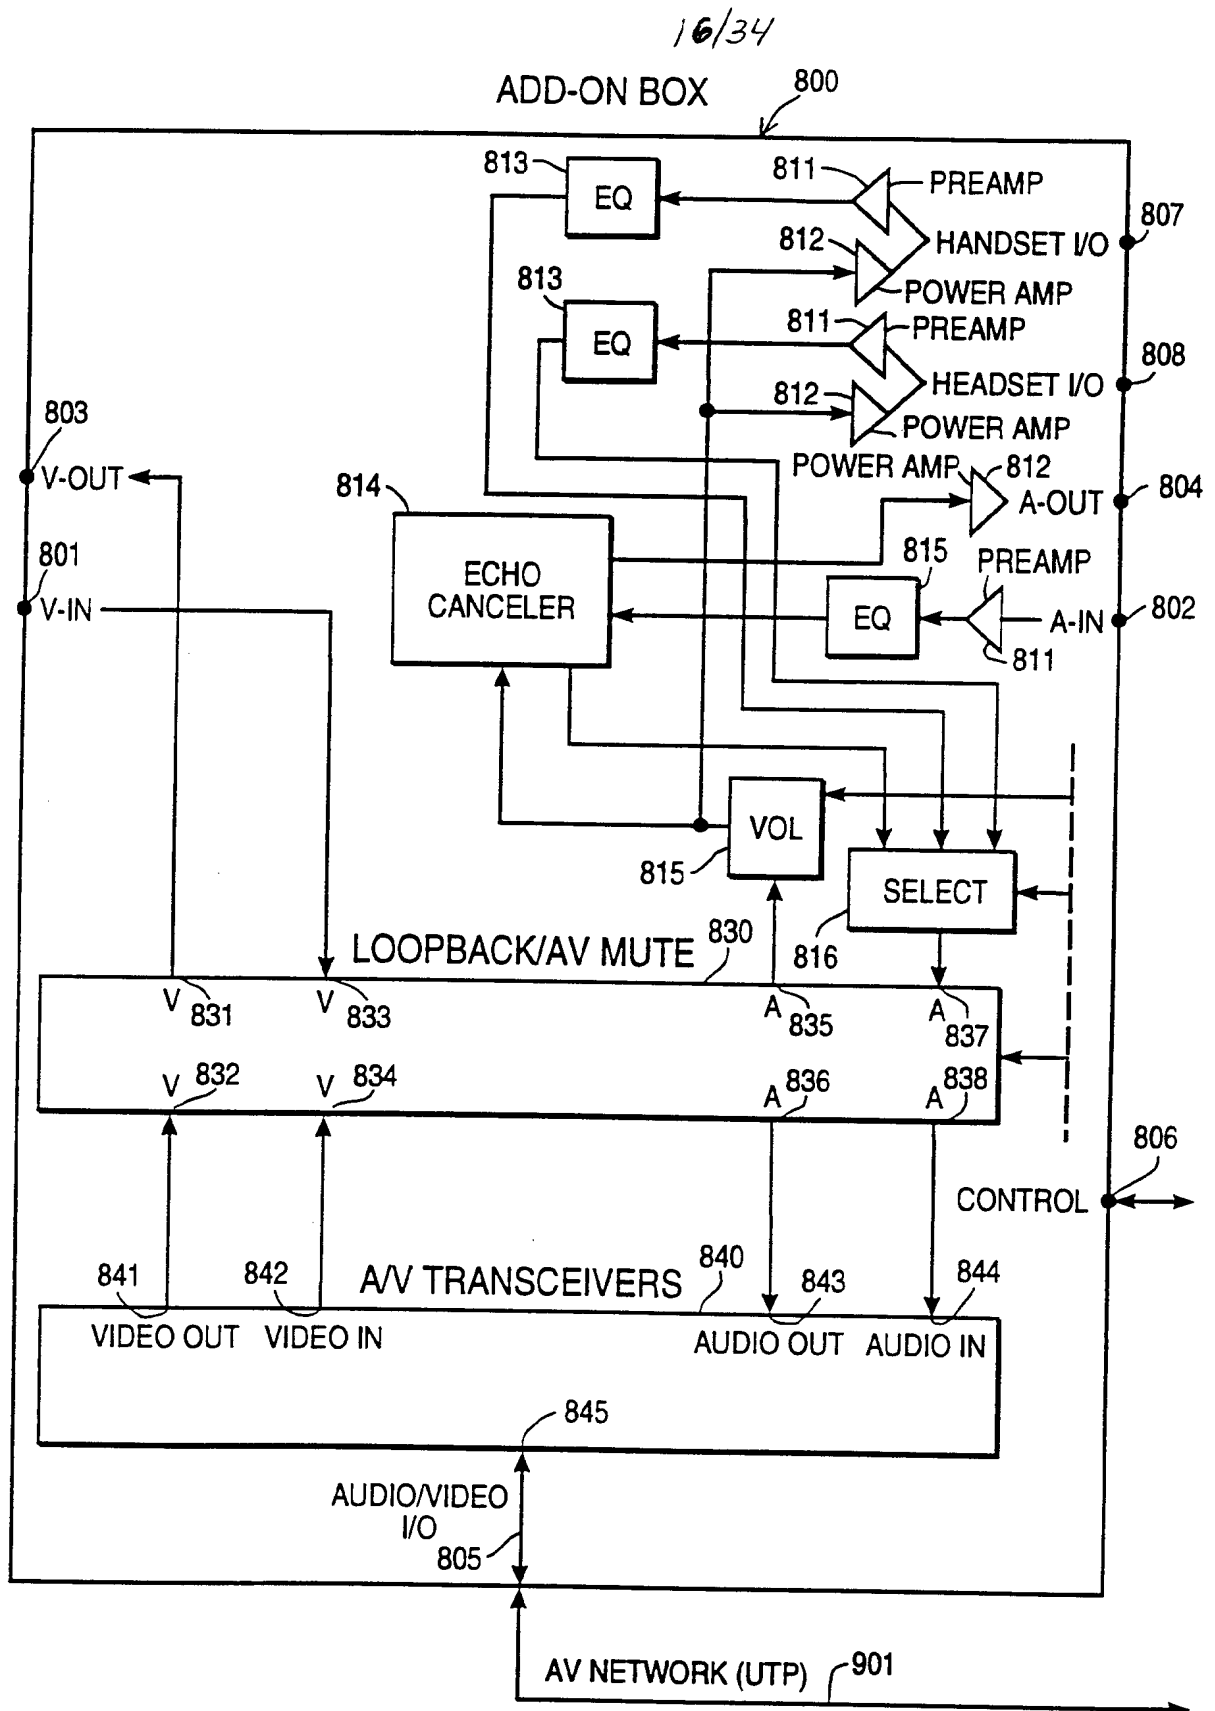 16/34
ADD-ON BOX
800
813
EQ
811
PREAMP
807
812
HANDSET I/O
POWER AMP
813
EQ
811
PREAMP
808
812
HEADSET I/O
POWER AMP
803
V-OUT
814
POWER AMP
812
A-OUT
804
801
V-IN
ECHO
CANCELER
815
PREAMP
EQ
A-IN
802
811
VOL
815
SELECT
816
LOOPBACK/AV MUTE
830
V
831
V
833
A
835
A
837
V
832
V
834
A
836
A
838
806
CONTROL
841
842
A/V TRANSCEIVERS
840
843
844
VIDEO OUT
VIDEO IN
AUDIO OUT
AUDIO IN
845
AUDIO/VIDEO
I/O
805
AV NETWORK (UTP)
901